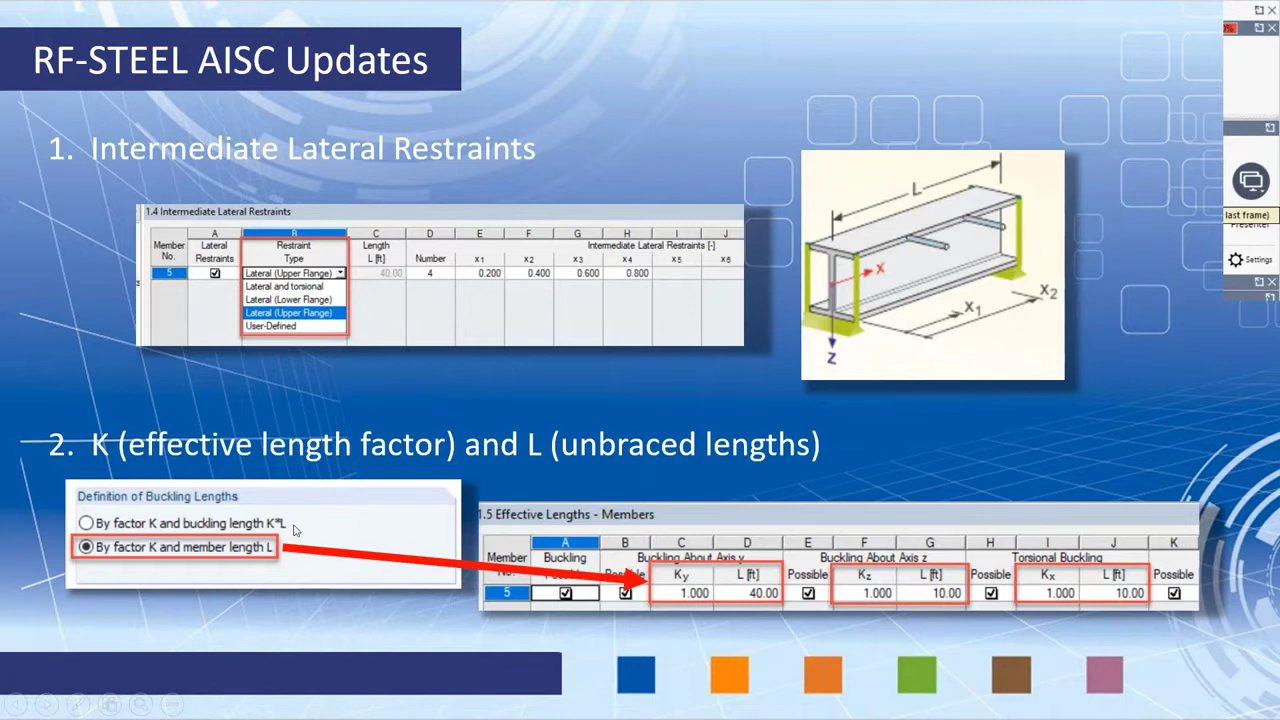 RF-STEEL AISC Updates
1. Intermediate Lateral Restraints
1.4 Intermediate Lateral Restraints
A B C D E F G H I J
Member Lateral Restraint Length Intermediate Lateral Restraints [-]
No. Restraints Type L [ft] Number x1 x2 x3 x4 x5 x6
5 Lateral (Upper Flange) 40.00 4 0.200 0.400 0.600 0.800
Lateral and torsional
Lateral (Lower Flange)
Lateral (Upper Flange)
User-Defined
L
x
x1
x2
z
last frame)
Presenter
Settings
2. K (effective length factor) and L (unbraced lengths)
Definition of Buckling Lengths
By factor K and buckling length K*L
By factor K and member length L
1.5 Effective Lengths - Members
A B C D E F G H I J K
Member Buckling Buckling About Axis y Buckling About Axis z Torsional Buckling
No. Possible Possible Ky L [ft] Possible Kz L [ft] Possible Kx L [ft] Possible
5 1.000 40.00 1.000 10.00 1.000 10.00